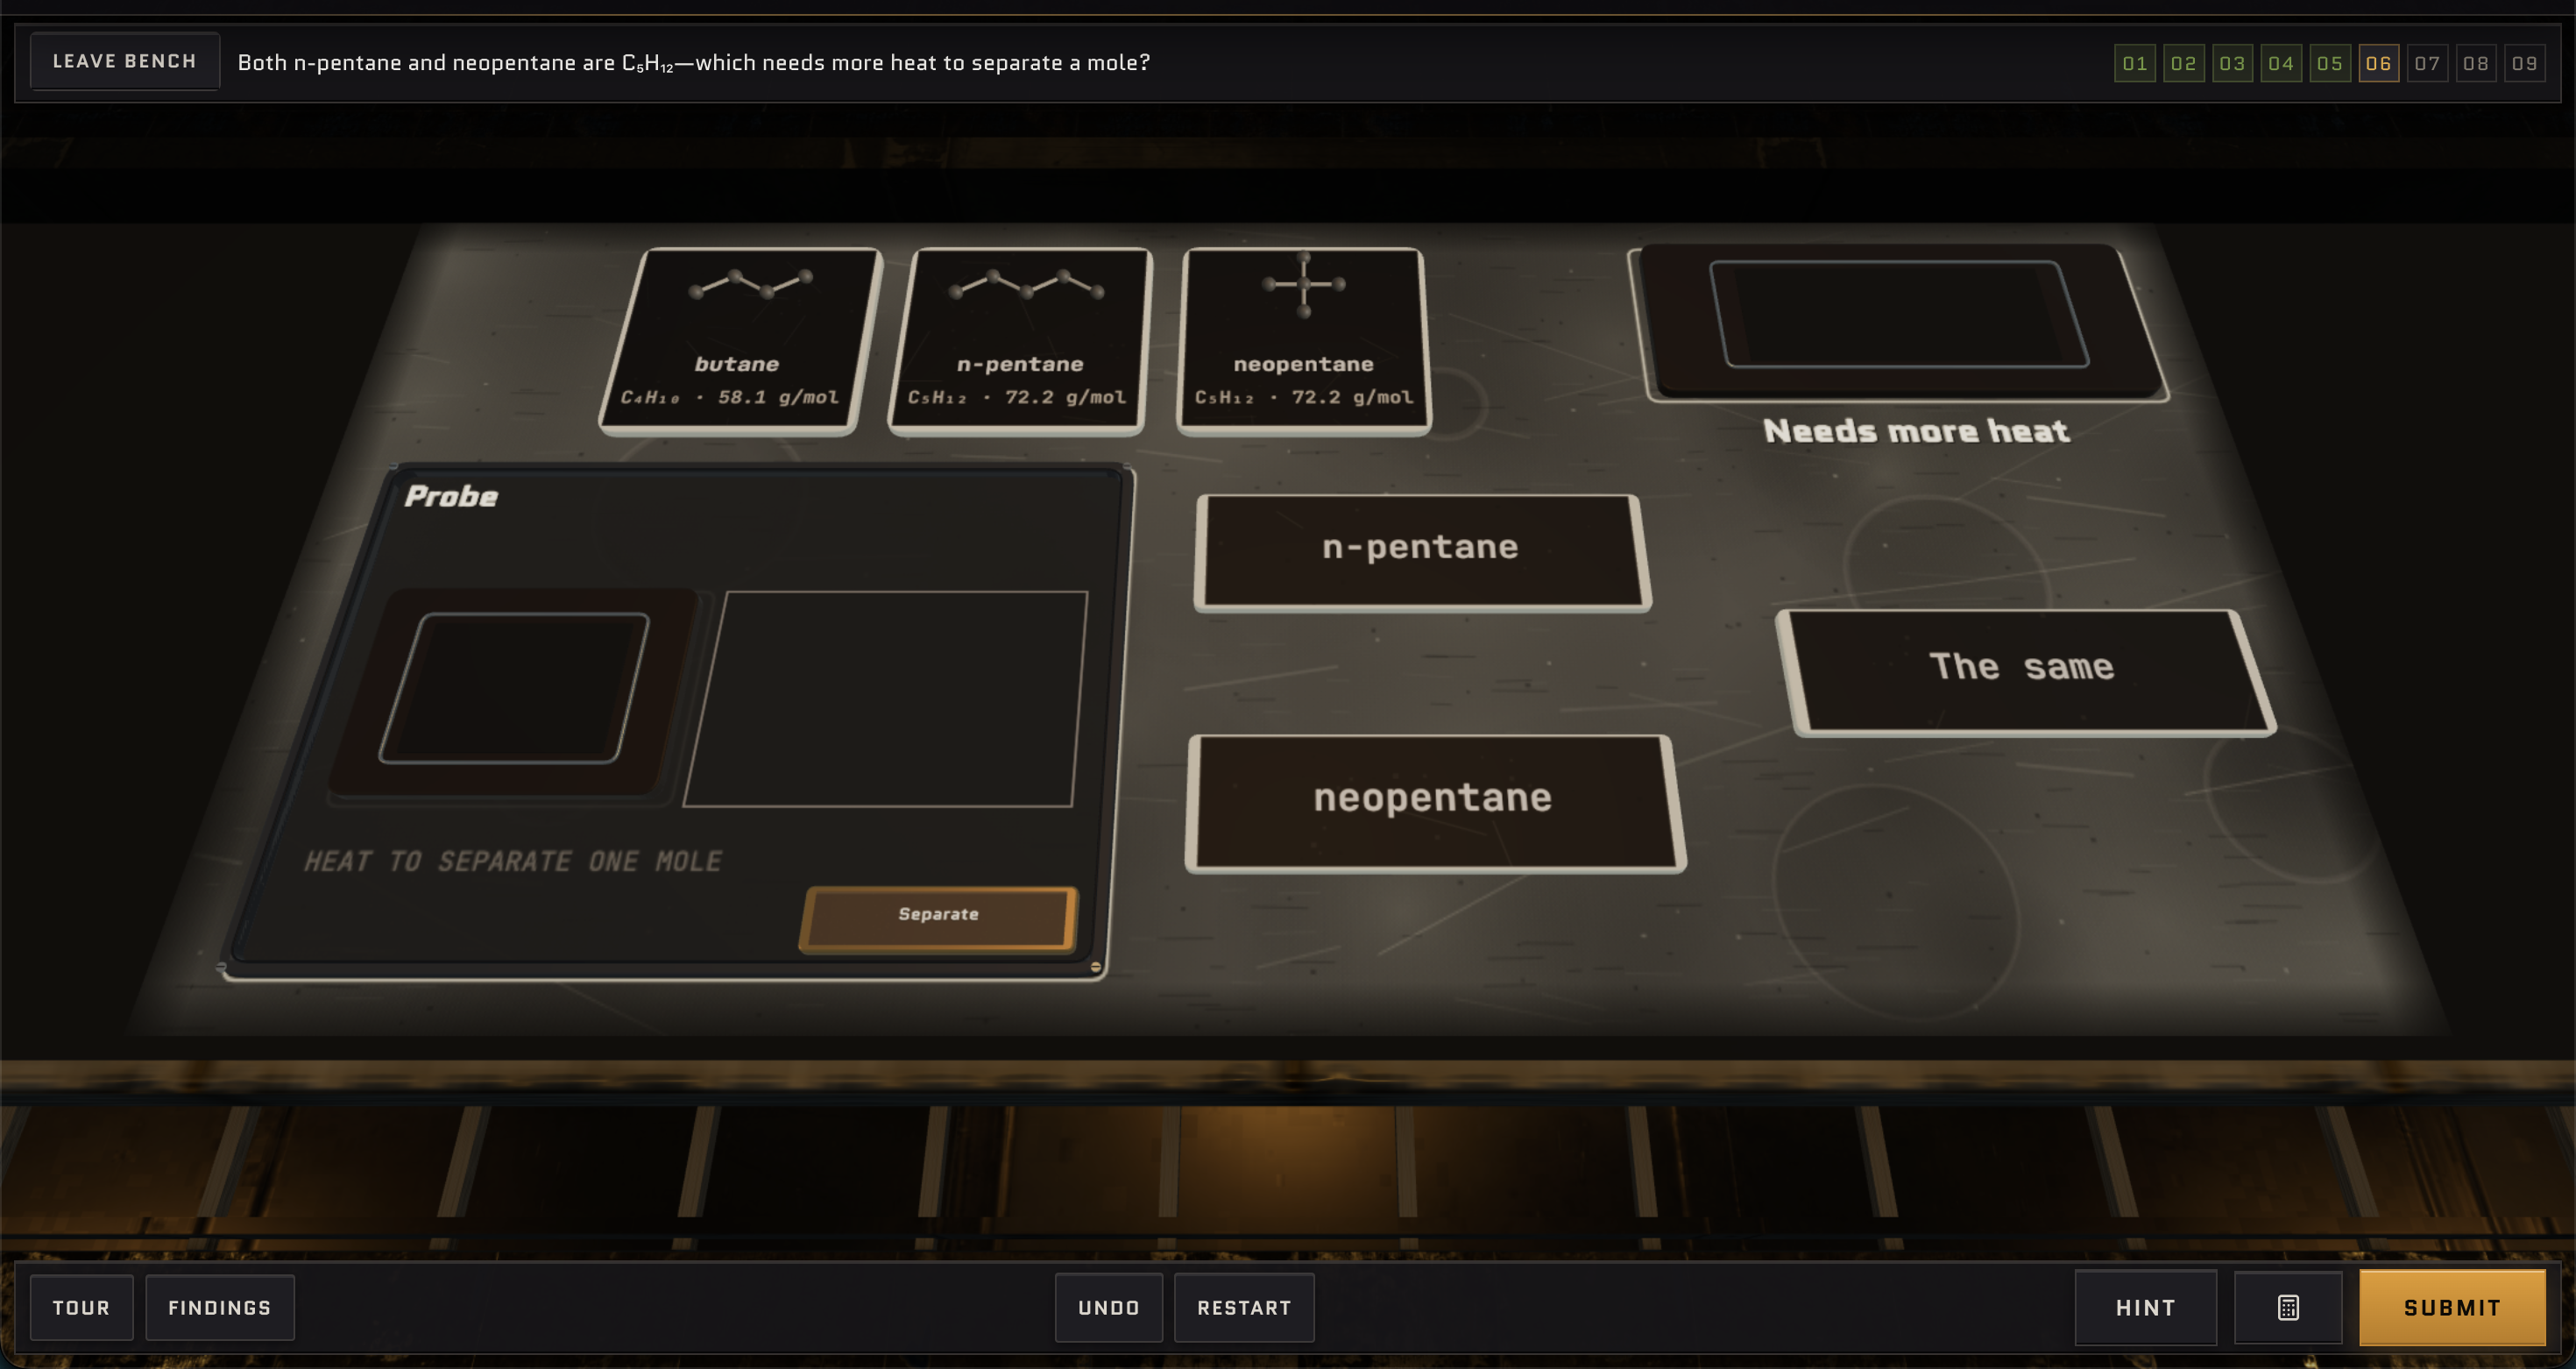 LEAVE BENCH
Both n-pentane and neopentane are C₅H₁₂—which needs more heat to separate a mole?
01 02 03 04 05 06 07 08 09
butane
C₄H₁₀ · 58.1 g/mol
n-pentane
C₅H₁₂ · 72.2 g/mol
neopentane
C₅H₁₂ · 72.2 g/mol
Needs more heat
Probe
n-pentane
The same
neopentane
HEAT TO SEPARATE ONE MOLE
Separate
TOUR
FINDINGS
UNDO
RESTART
HINT
SUBMIT